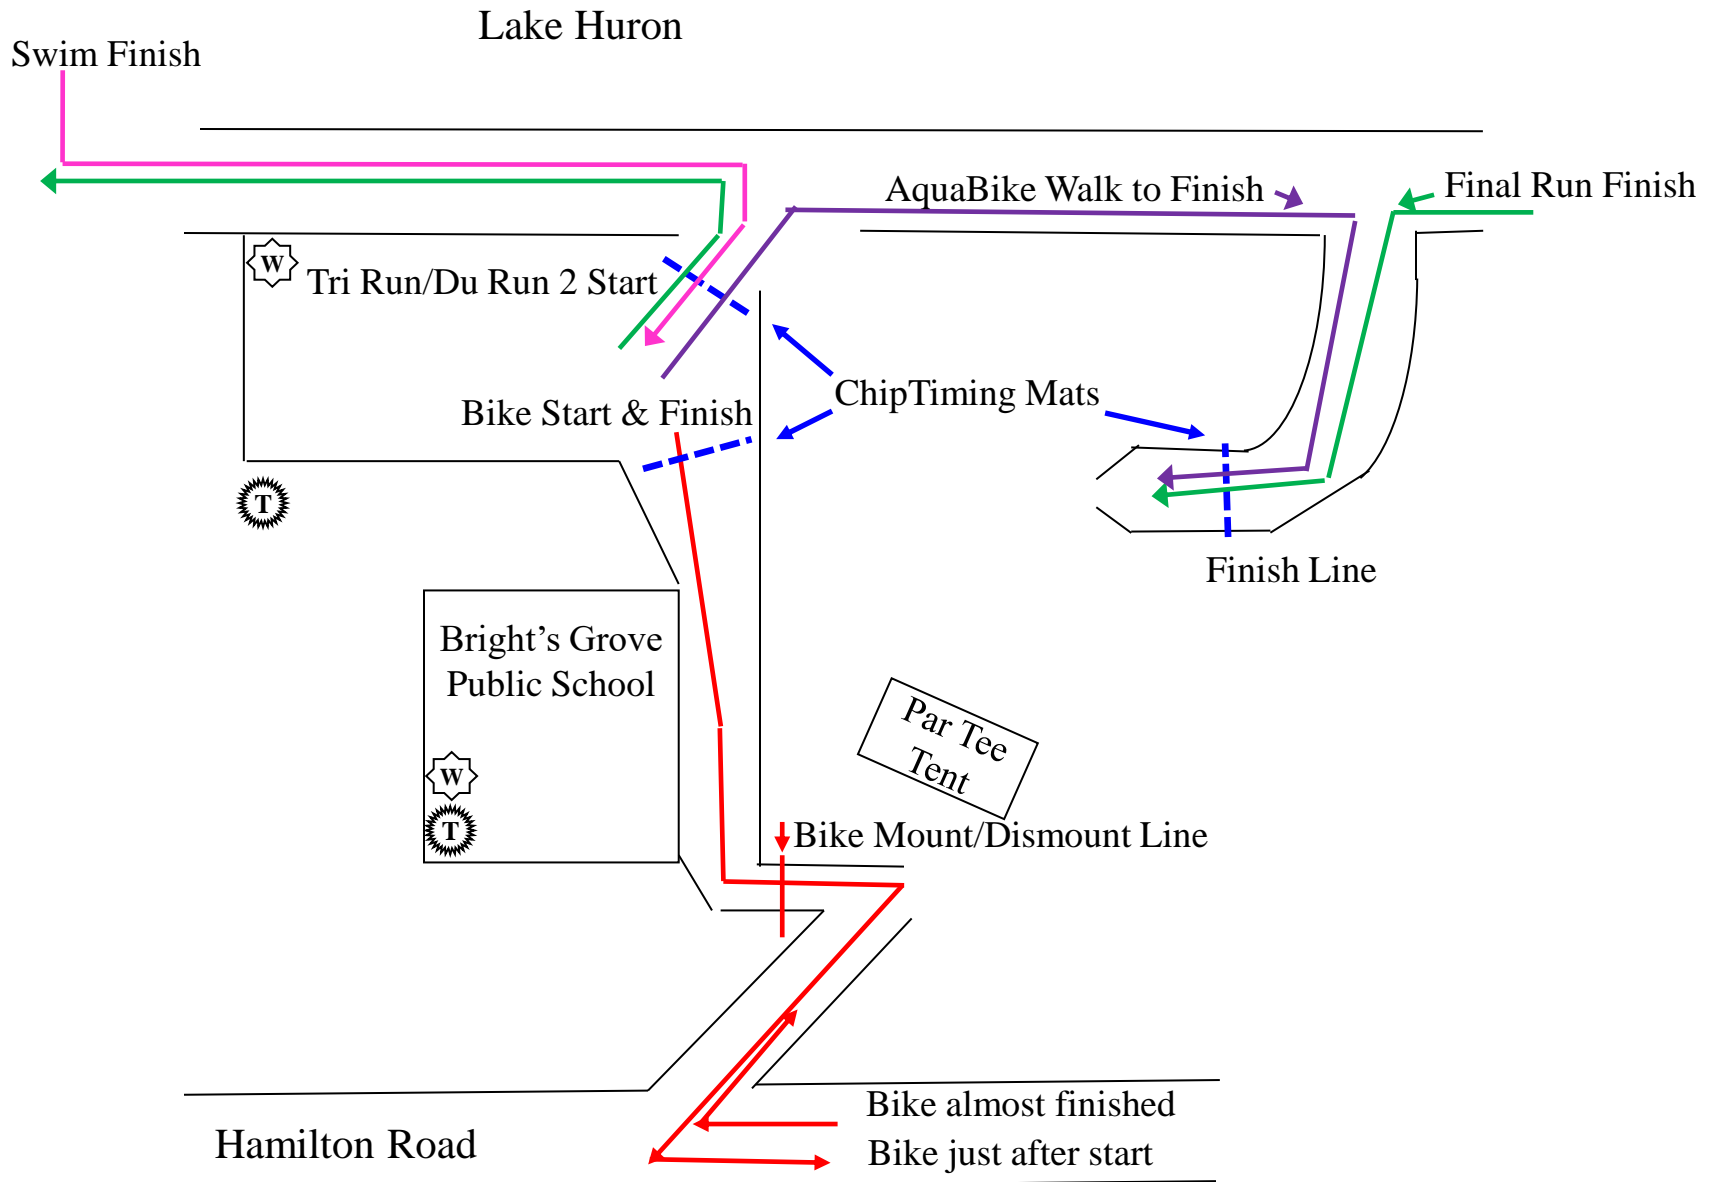 Lake Huron
Swim Finish
AquaBike Walk to Finish
Final Run Finish
W
Tri Run/Du Run 2 Start
ChipTiming Mats
Bike Start & Finish
T
Finish Line
Bright’s Grove
Public School
Par Tee
Tent
W
T
Bike Mount/Dismount Line
Bike almost finished
Hamilton Road
Bike just after start